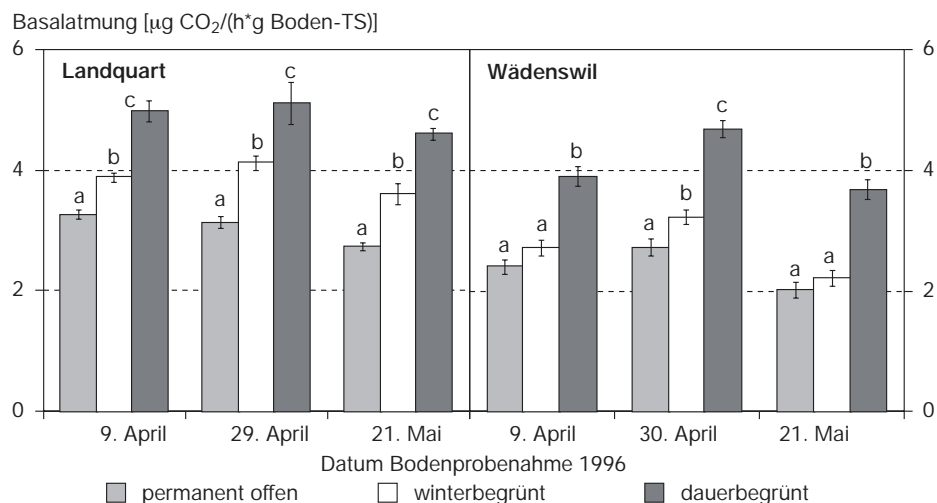 Basalatmung [µg CO₂/(h*g Boden-TS)]
6 6
Landquart Wädenswil
c c c c
b b b b b b
a a a a a a a
4 4
2 2
0 0
9. April 29. April 21. Mai 9. April 30. April 21. Mai
Datum Bodenprobenahme 1996
permanent offen winterbegrünt dauerbegrünt